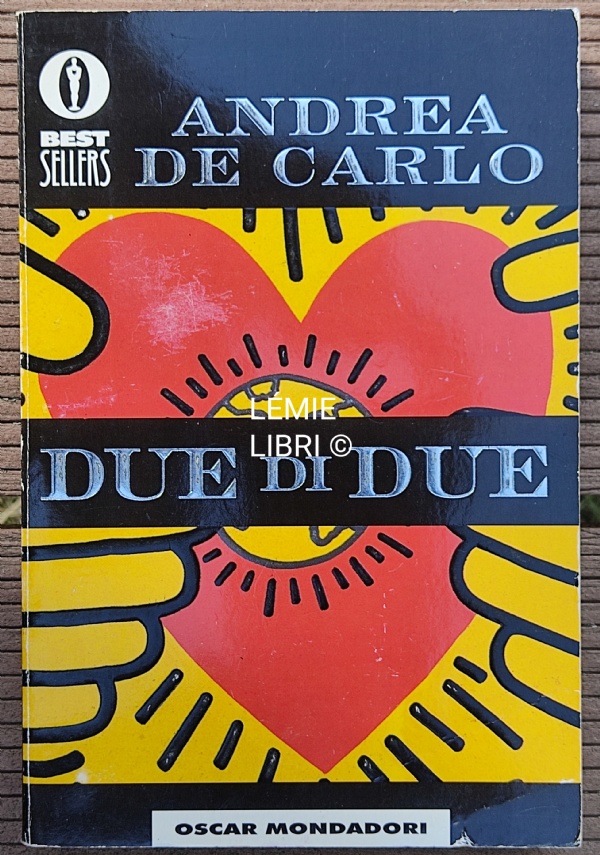 ANDREA
DE CARLO
BEST
SELLERS
LEMIE
LIBRI ©
DUE DI DUE
OSCAR MONDADORI